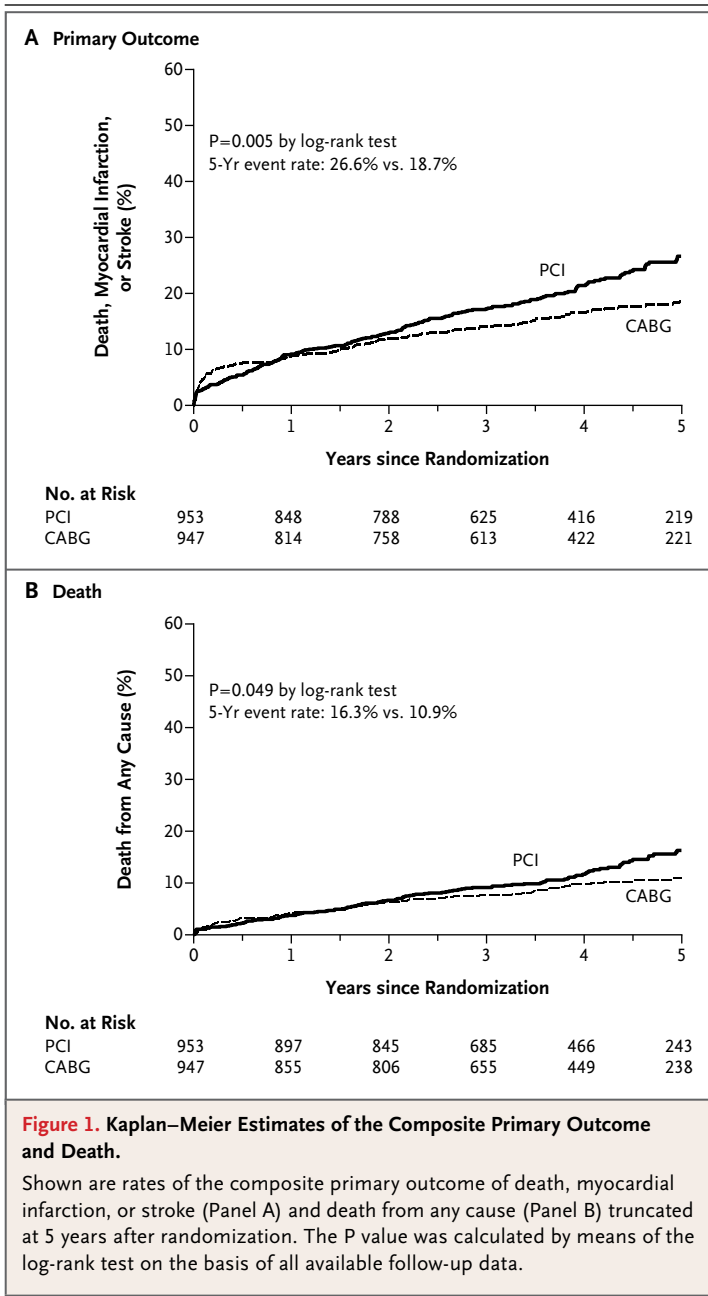 A Primary Outcome
60
50
40
30
20
10
0
Death, Myocardial Infarction,
or Stroke (%)
P=0.005 by log-rank test
5-Yr event rate: 26.6% vs. 18.7%
PCI
CABG
0 1 2 3 4 5
Years since Randomization
No. at Risk
PCI 953 848 788 625 416 219
CABG 947 814 758 613 422 221
B Death
60
50
40
30
20
10
0
Death from Any Cause (%)
P=0.049 by log-rank test
5-Yr event rate: 16.3% vs. 10.9%
PCI
CABG
0 1 2 3 4 5
Years since Randomization
No. at Risk
PCI 953 897 845 685 466 243
CABG 947 855 806 655 449 238
Figure 1. Kaplan–Meier Estimates of the Composite Primary Outcome
and Death.
Shown are rates of the composite primary outcome of death, myocardial
infarction, or stroke (Panel A) and death from any cause (Panel B) truncated
at 5 years after randomization. The P value was calculated by means of the
log-rank test on the basis of all available follow-up data.